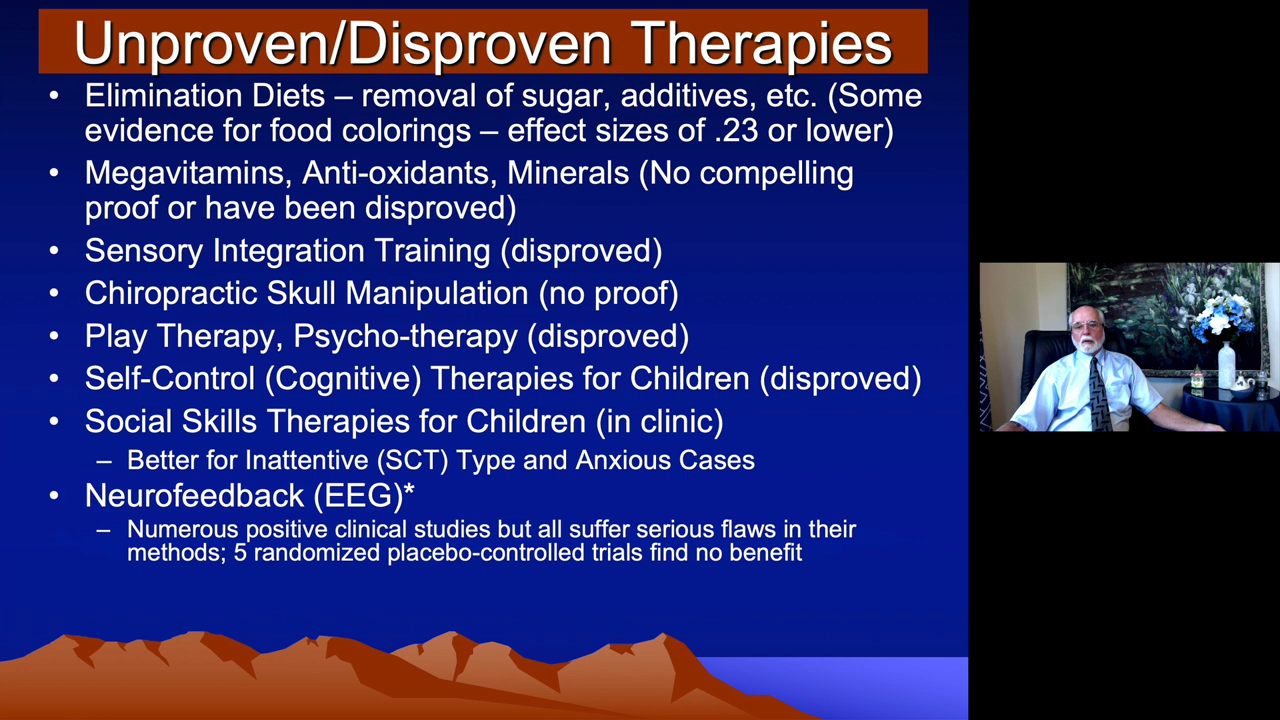 Unproven/Disproven Therapies
• Elimination Diets – removal of sugar, additives, etc. (Some
evidence for food colorings – effect sizes of .23 or lower)
• Megavitamins, Anti-oxidants, Minerals (No compelling
proof or have been disproved)
• Sensory Integration Training (disproved)
• Chiropractic Skull Manipulation (no proof)
• Play Therapy, Psycho-therapy (disproved)
• Self-Control (Cognitive) Therapies for Children (disproved)
• Social Skills Therapies for Children (in clinic)
– Better for Inattentive (SCT) Type and Anxious Cases
• Neurofeedback (EEG)*
– Numerous positive clinical studies but all suffer serious flaws in their
methods; 5 randomized placebo-controlled trials find no benefit